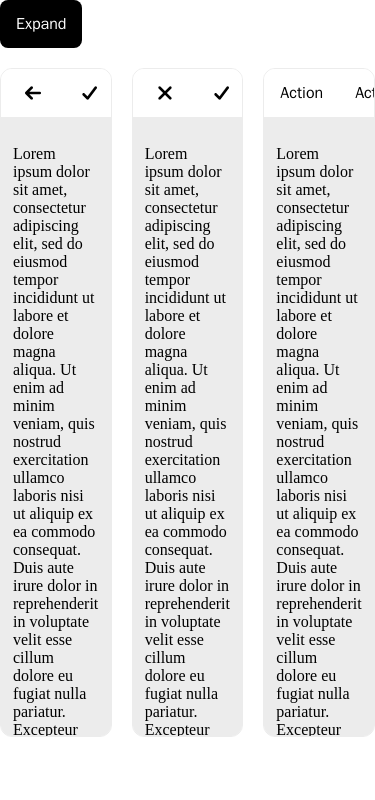 Expand
Action
Lorem
ipsum dolor
sit amet,
consectetur
adipiscing
elit, sed do
eiusmod
tempor
incididunt ut
labore et
dolore
magna
aliqua. Ut
enim ad
minim
veniam, quis
nostrud
exercitation
ullamco
laboris nisi
ut aliquip ex
ea commodo
consequat.
Duis aute
irure dolor in
reprehenderit
in voluptate
velit esse
cillum
dolore eu
fugiat nulla
pariatur.
Excepteur
Lorem
ipsum dolor
sit amet,
consectetur
adipiscing
elit, sed do
eiusmod
tempor
incididunt ut
labore et
dolore
magna
aliqua. Ut
enim ad
minim
veniam, quis
nostrud
exercitation
ullamco
laboris nisi
ut aliquip ex
ea commodo
consequat.
Duis aute
irure dolor in
reprehenderit
in voluptate
velit esse
cillum
dolore eu
fugiat nulla
pariatur.
Excepteur
Lorem
ipsum dolor
sit amet,
consectetur
adipiscing
elit, sed do
eiusmod
tempor
incididunt ut
labore et
dolore
magna
aliqua. Ut
enim ad
minim
veniam, quis
nostrud
exercitation
ullamco
laboris nisi
ut aliquip ex
ea commodo
consequat.
Duis aute
irure dolor in
reprehenderit
in voluptate
velit esse
cillum
dolore eu
fugiat nulla
pariatur.
Excepteur